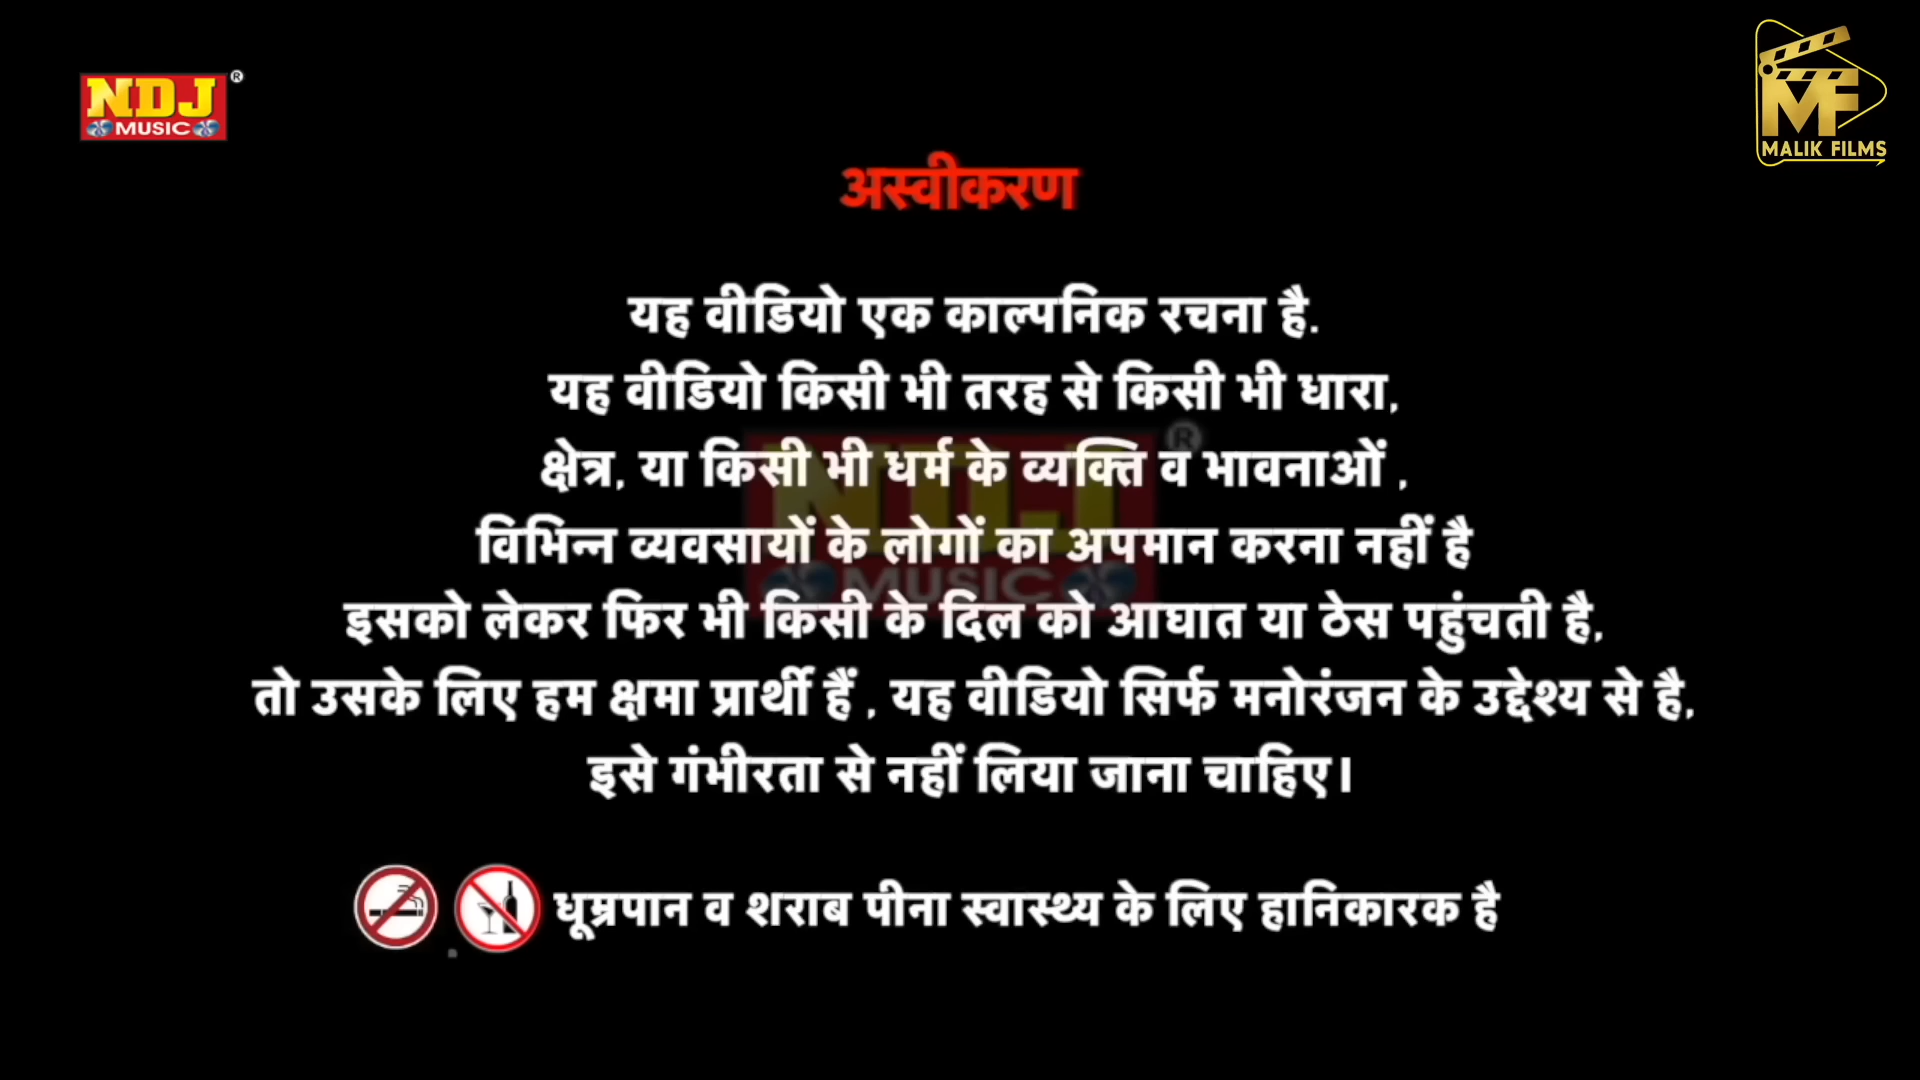 NDJ
MUSIC
®
MF
MALIK FILMS
अस्वीकरण
यह वीडियो एक काल्पनिक रचना है.
यह वीडियो किसी भी तरह से किसी भी धारा,
क्षेत्र, या किसी भी धर्म के व्यक्ति व भावनाओं ,
विभिन्न व्यवसायों के लोगों का अपमान करना नहीं है
इसको लेकर फिर भी किसी के दिल को आघात या ठेस पहुंचती है,
तो उसके लिए हम क्षमा प्रार्थी हैं , यह वीडियो सिर्फ मनोरंजन के उद्देश्य से है,
इसे गंभीरता से नहीं लिया जाना चाहिए।
NDJ
MUSIC
®
धूम्रपान व शराब पीना स्वास्थ्य के लिए हानिकारक है